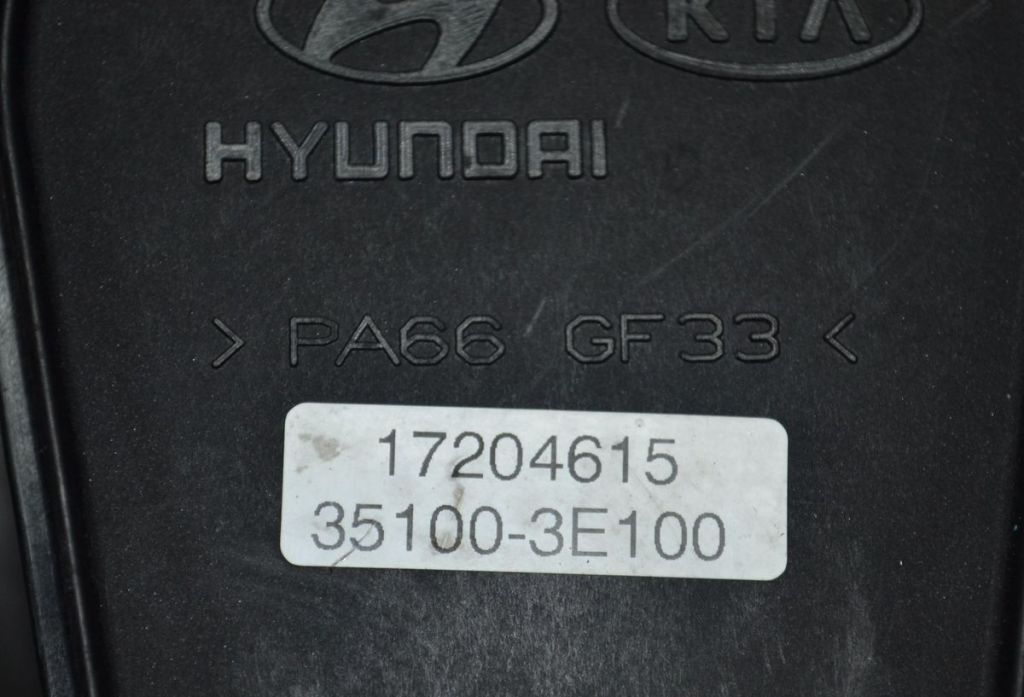 KIA
HYUNDAI
> PA66 GF33 <
17204615
35100-3E100